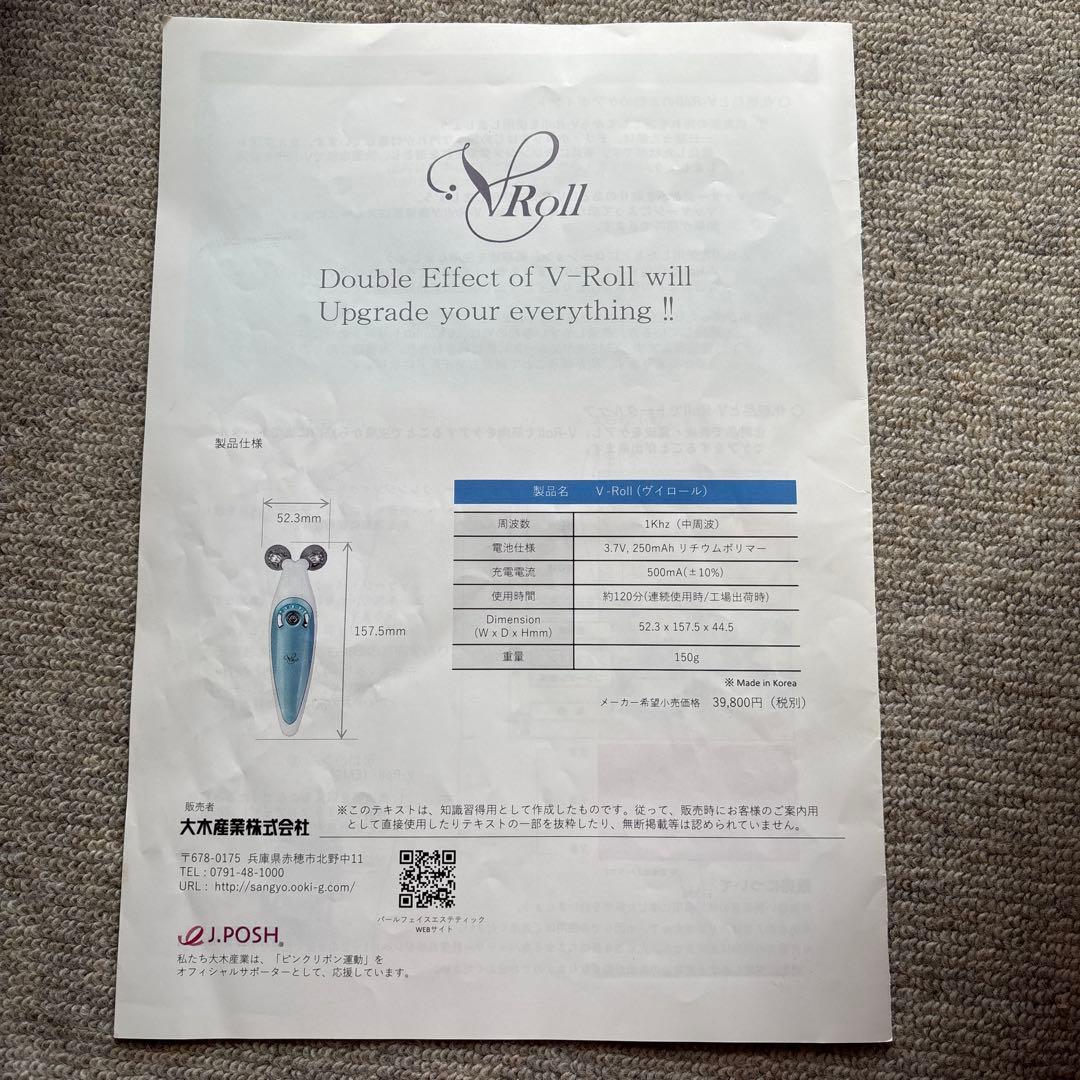 V Roll
Double Effect of V-Roll will
Upgrade your everything !!
製品仕様
52.3mm
157.5mm
製品名 V -Roll (ヴイロール)
周波数 1Khz（中周波）
電池仕様 3.7V, 250mAh リチウムポリマー
充電電流 500mA(±10%)
使用時間 約120分(連続使用時/工場出荷時)
Dimension
(W x D x Hmm) 52.3 x 157.5 x 44.5
重量 150g
※ Made in Korea
メーカー希望小売価格 39,800円（税別）
販売者
大木産業株式会社
※このテキストは、知識習得用として作成したものです。従って、販売時にお客様のご案内用
として直接使用したりテキストの一部を抜粋したり、無断掲載等は認められていません。
〒678-0175 兵庫県赤穂市北野中11
TEL : 0791-48-1000
URL : http://sangyo.ooki-g.com/
パールフェイスエステティック
WEBサイト
J.POSH®
私たち大木産業は、「ピンクリボン運動」を
オフィシャルサポーターとして、応援しています。